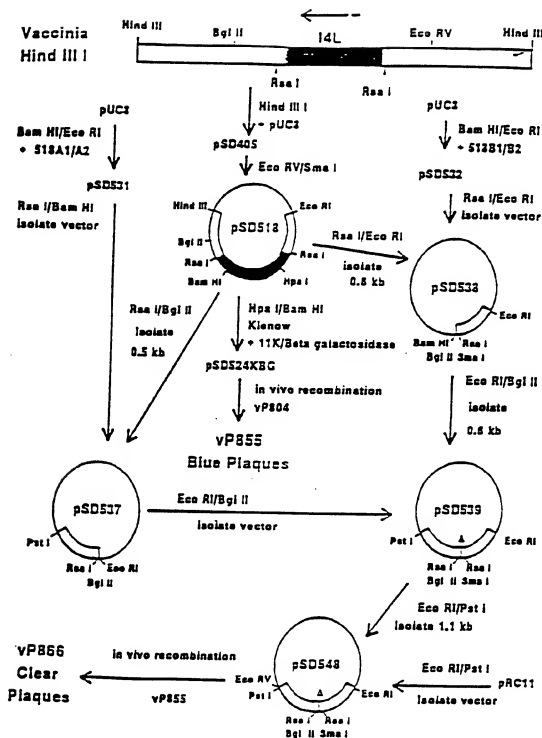 Vaccinia
Hind III I
Hind III
Bgl II
I4L
Eco RV
Hind III
Rsa I
Rsa I
pUC8
Bam HI/Eco RI
+ 518A1/A2
pSD531
Rsa I/Bam HI
isolate vector
Hind III I
+ pUC8
pSD405
Eco RV/Sma I
pUC8
Bam HI/Eco RI
+ 518B1/B2
pSD532
Rsa I/Eco RI
isolate vector
Hind III
Eco RI
pSD518
Bgl II
Rsa I
Rsa I
Bam HI
Hpa I
Rsa I/Eco RI
isolate
0.6 kb
pSD538
Eco RI
Bam HI
Rsa I
Bgl II
Sma I
Rsa I/Bgl II
isolate
0.5 kb
Hpa I/Bam HI
Klenow
+ 11K/Beta galactosidase
pSD524KBG
in vivo recombination
vP804
vP855
Blue Plaques
Eco RI/Bgl II
isolate
0.6 kb
pSD537
Pst I
Rsa I
Eco RI
Bgl II
Eco RI/Bgl II
isolate vector
pSD539
Pst I
Eco RI
Rsa I
Rsa I
Bgl II
Sma I
Eco RI/Pst I
isolate 1.1 kb
vP866
Clear
Plaques
in vivo recombination
vP855
pSD548
Eco RV
Pst I
Eco RI
Rsa I
Rsa I
Bgl II
Sma I
Eco RI/Pst I
pRC11
isolate vector